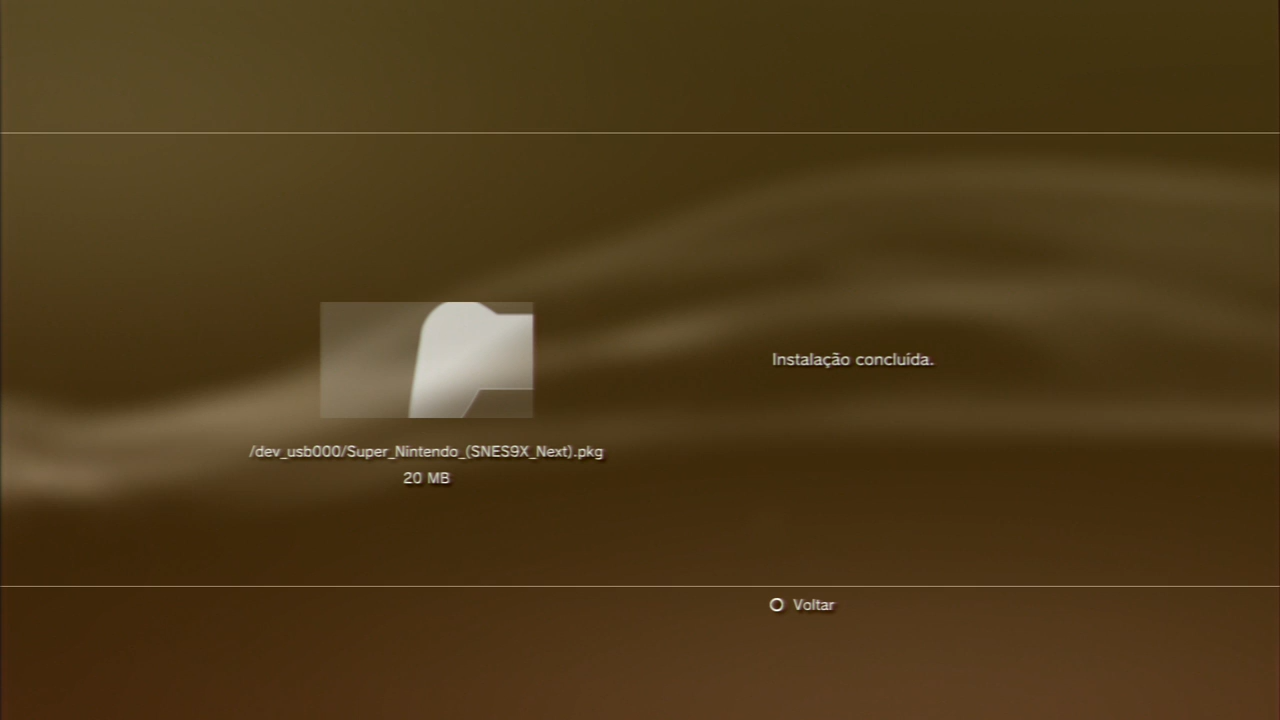 Instalação concluída.
/dev_usb000/Super_Nintendo_(SNES9X_Next).pkg
20 MB
Voltar